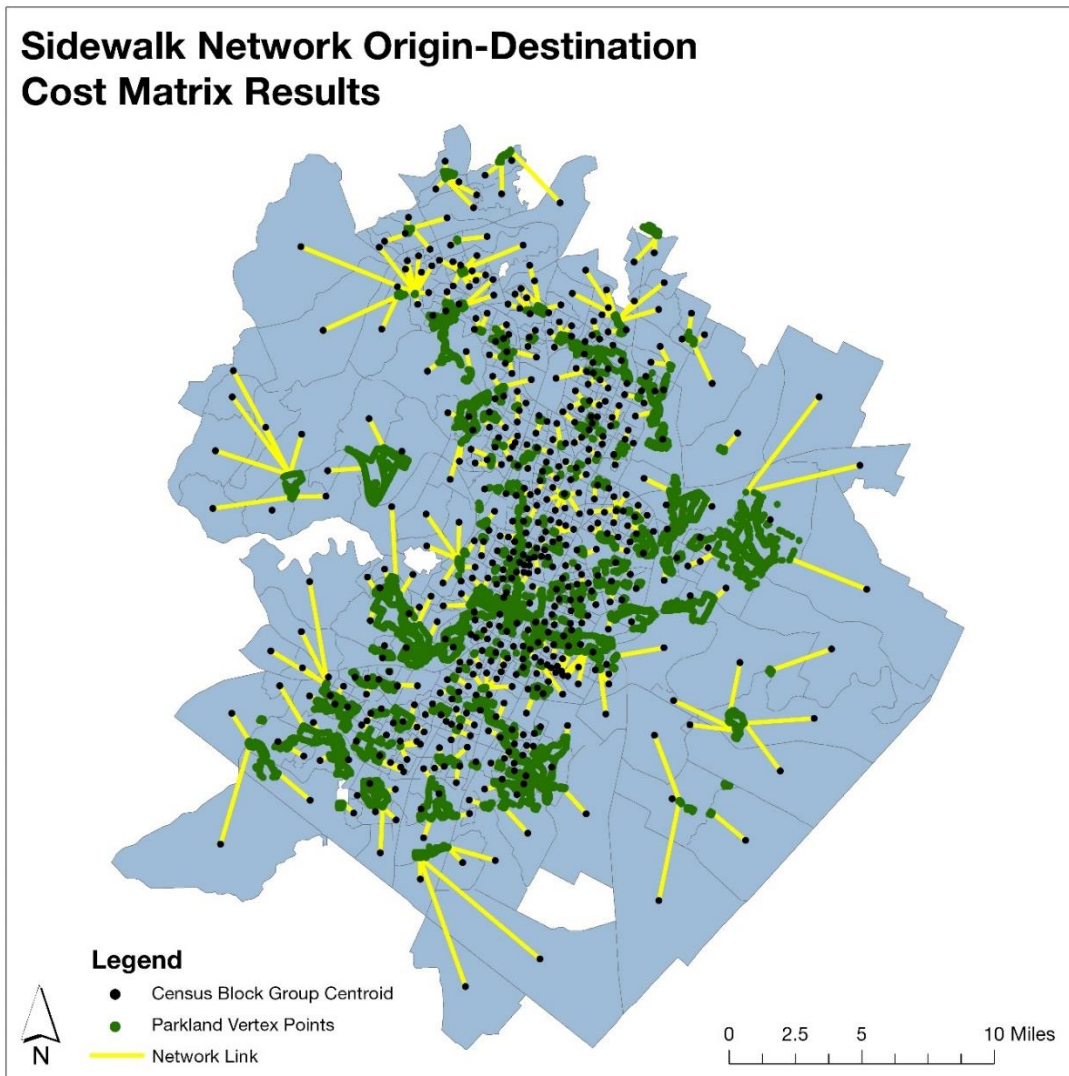 Sidewalk Network Origin-Destination
Cost Matrix Results
Legend
Census Block Group Centroid
Parkland Vertex Points
Network Link
N
0 2.5 5 10 Miles